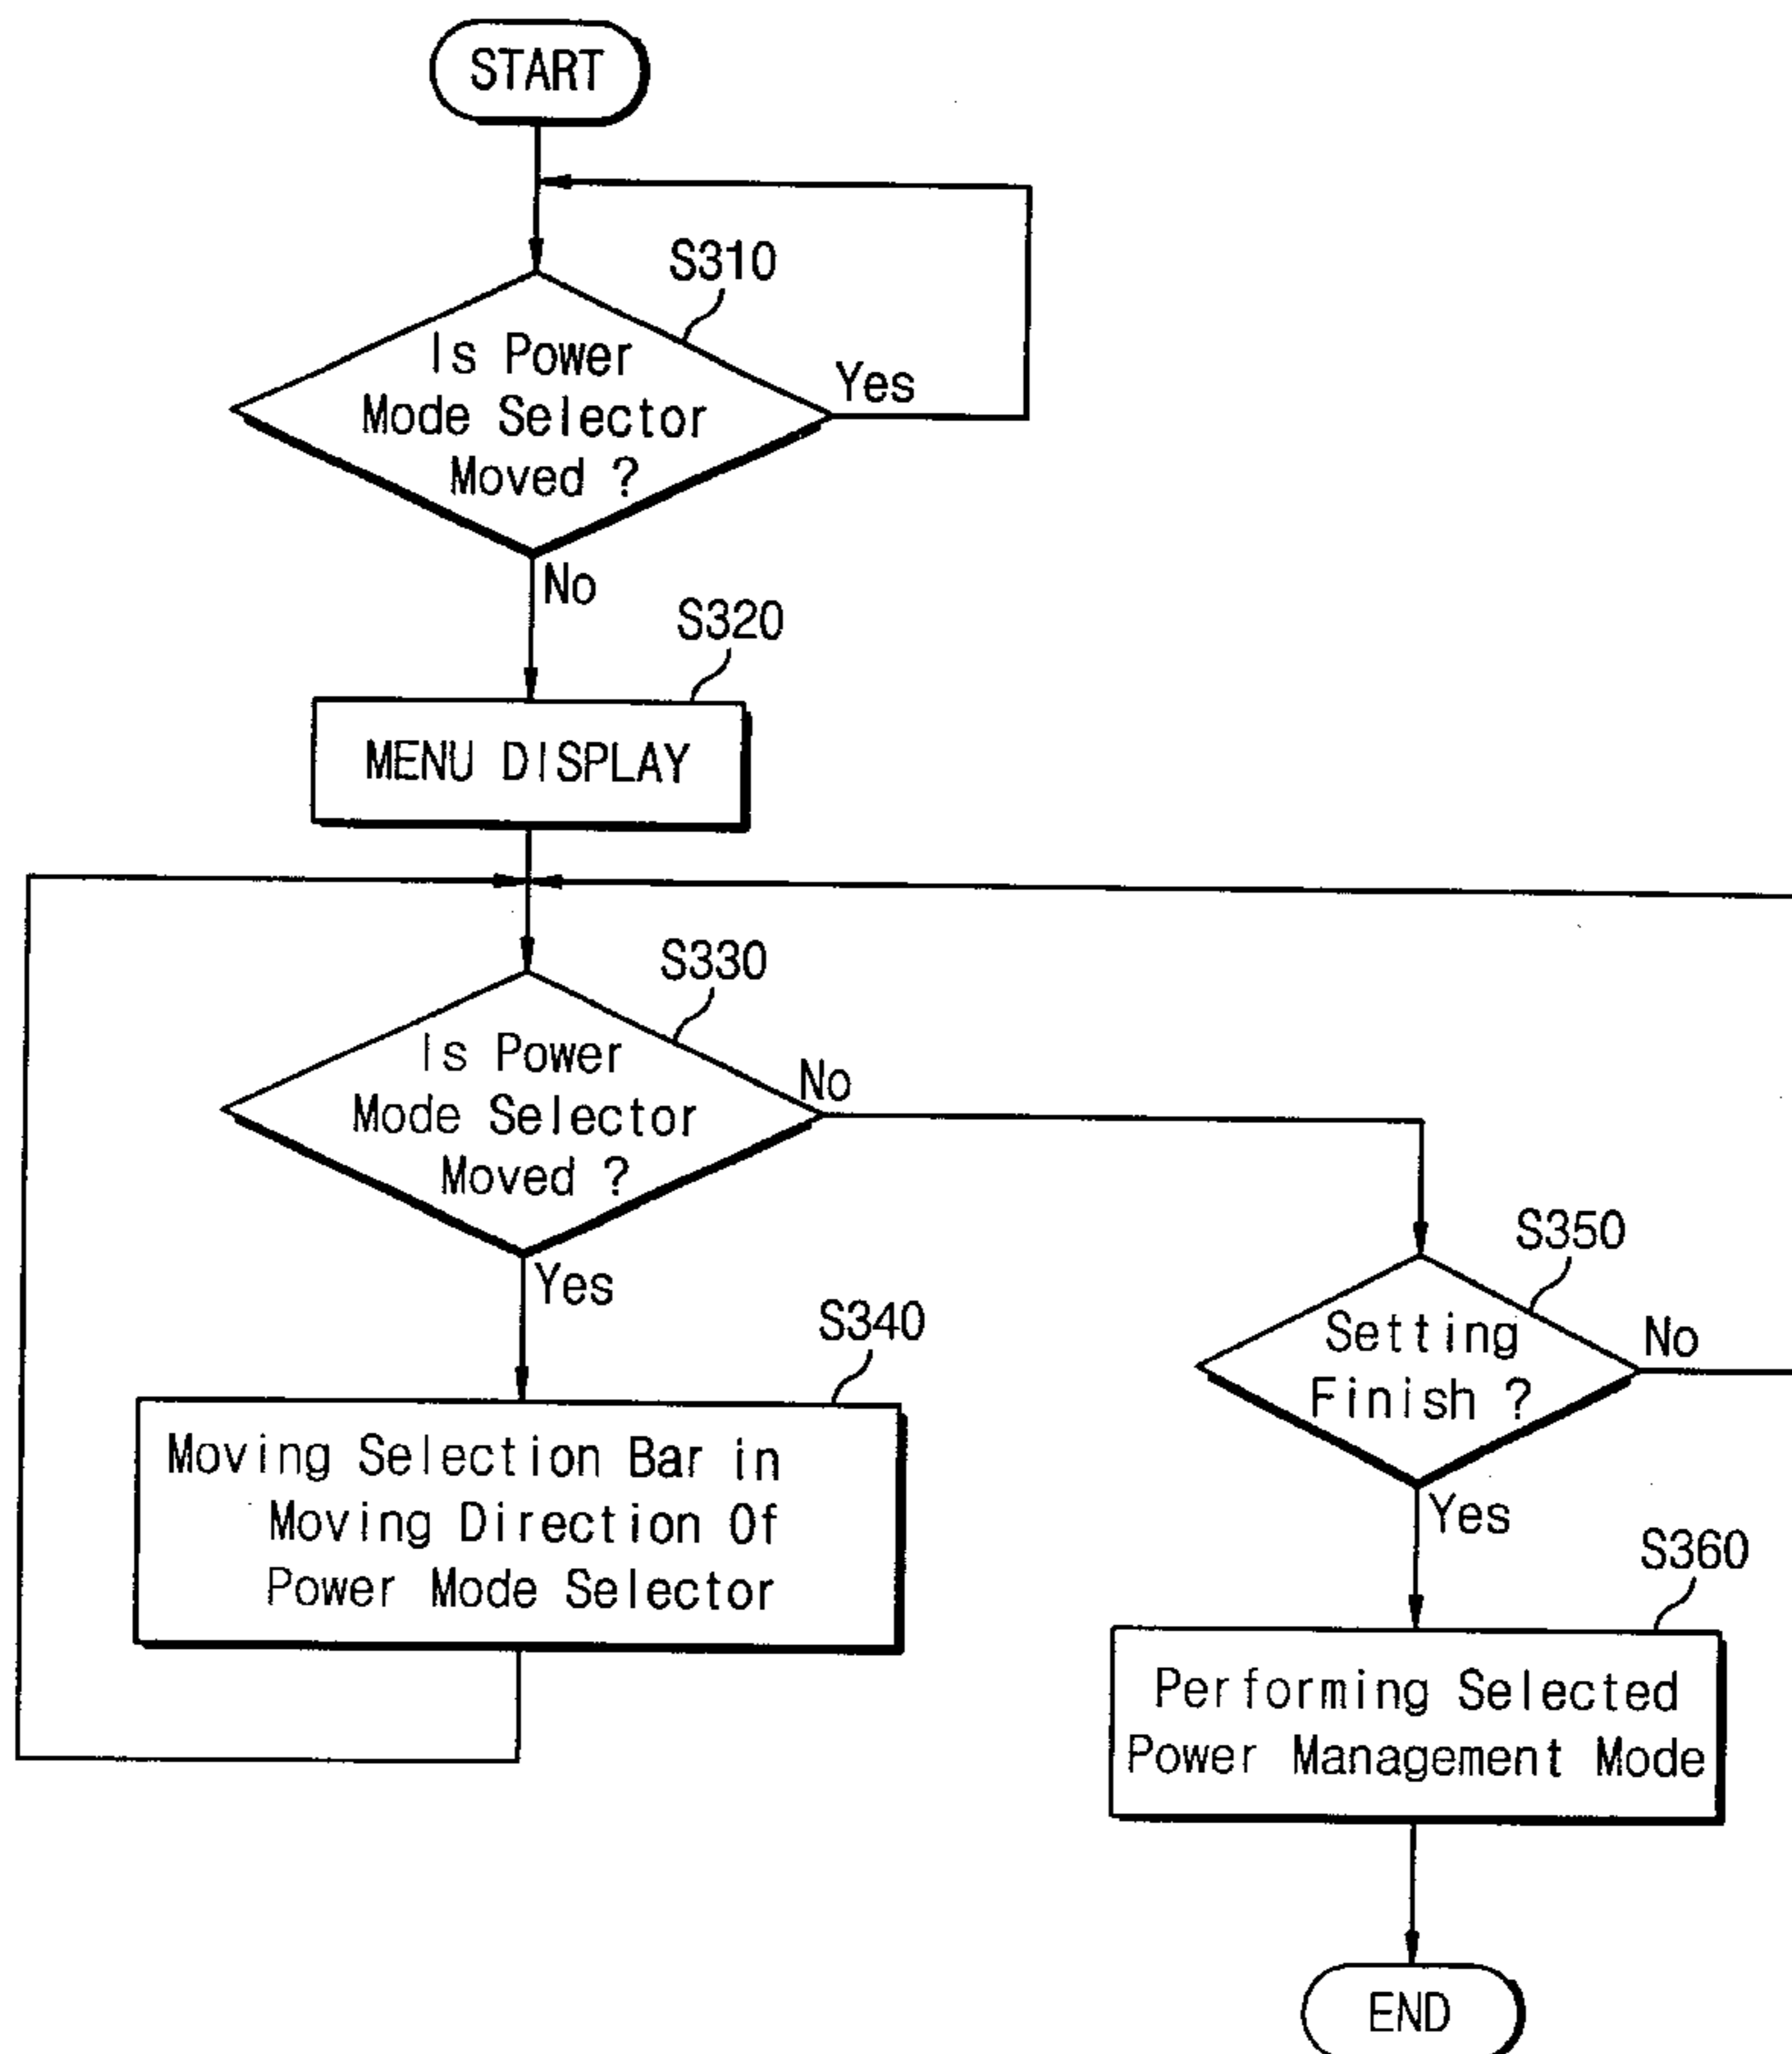 START
S310
Is Power
Mode Selector
Moved ?
Yes
No
S320
MENU DISPLAY
S330
Is Power
Mode Selector
Moved ?
No
Yes
S340
Moving Selection Bar in
Moving Direction Of
Power Mode Selector
S350
Setting
Finish ?
No
Yes
S360
Performing Selected
Power Management Mode
END